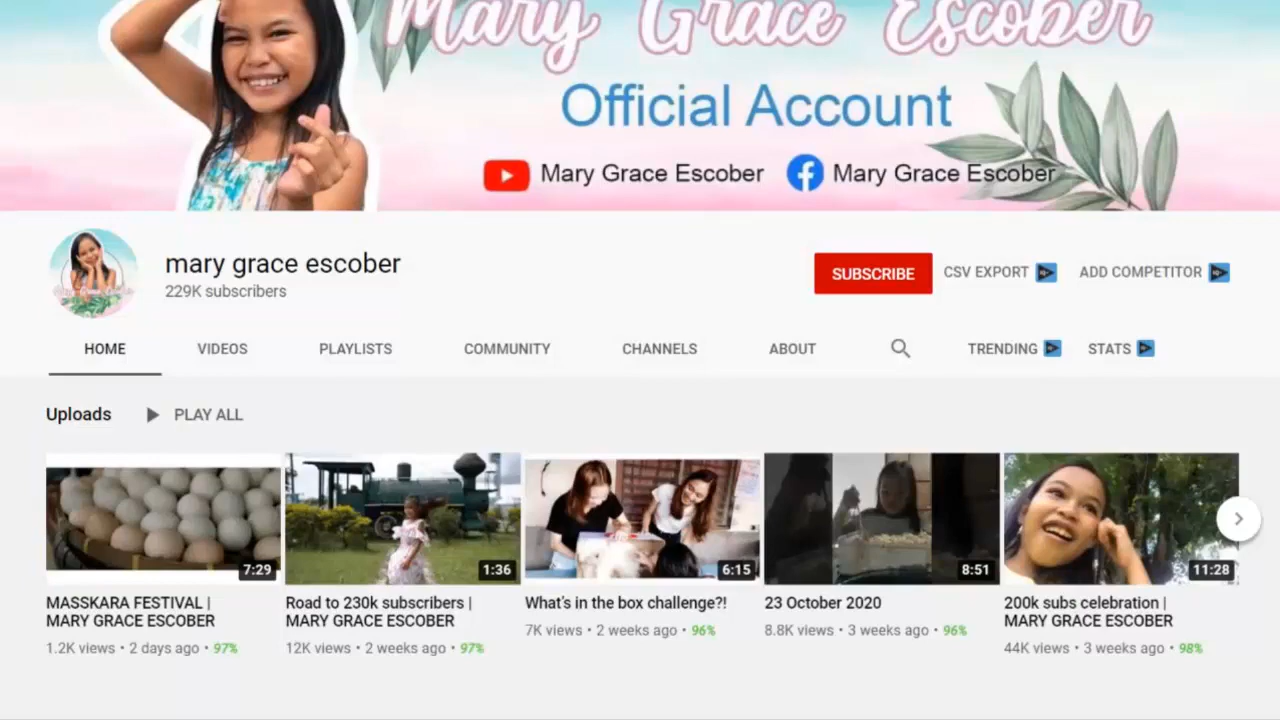 Mary Grace Escober
Official Account
Mary Grace Escober Mary Grace Escober
mary grace escober
229K subscribers
SUBSCRIBE CSV EXPORT ADD COMPETITOR
HOME VIDEOS PLAYLISTS COMMUNITY CHANNELS ABOUT TRENDING STATS
Uploads PLAY ALL
7:29 1:36 6:15 8:51 11:28
MASSKARA FESTIVAL |
MARY GRACE ESCOBER
1.2K views • 2 days ago • 97%
Road to 230k subscribers |
MARY GRACE ESCOBER
12K views • 2 weeks ago • 97%
What's in the box challenge?!
7K views • 2 weeks ago • 96%
23 October 2020
8.8K views • 3 weeks ago • 96%
200k subs celebration |
MARY GRACE ESCOBER
44K views • 3 weeks ago • 98%